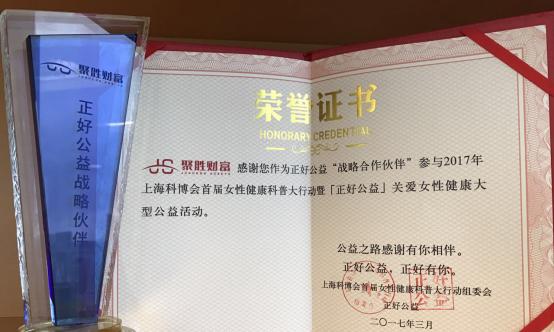 聚胜财富
正好公益战略伙伴
荣誉证书
HONORARY CREDENTIAL
聚胜财富 感谢您作为正好公益“战略合作伙伴”参与2017年
上海科博会首届女性健康科普大行动暨「正好公益」关爱女性健康大
型公益活动。
公益之路感谢有你相伴。
正好公益，正好有你。
上海科博会首届女性健康科普大行动组委会
正好公益
二〇一七年三月
正好
公益